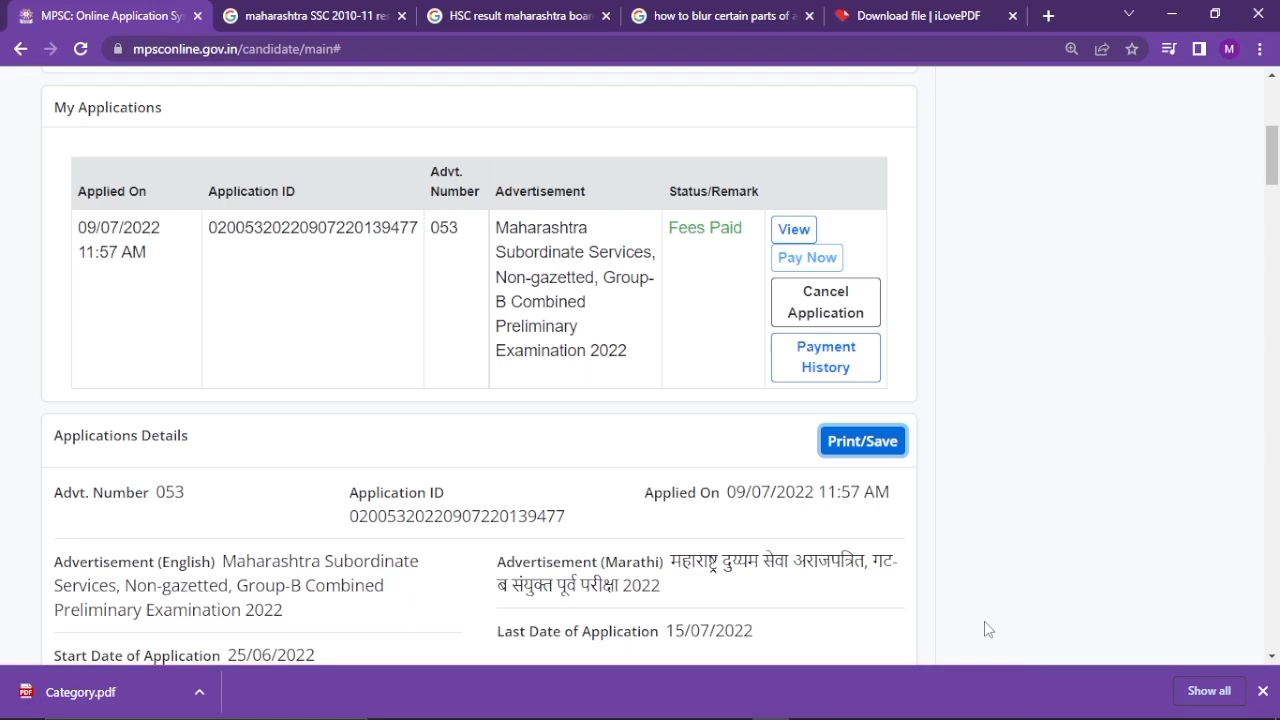 MPSC: Online Application Sy
maharashtra SSC 2010-11 re
HSC result maharashtra boar
how to blur certain parts of a
Download file | iLovePDF
mpsconline.gov.in/candidate/main#
M
My Applications
Applied On
Application ID
Advt. Number
Advertisement
Status/Remark
09/07/2022
11:57 AM
02005320220907220139477
053
Maharashtra
Subordinate Services,
Non-gazetted, Group-
B Combined
Preliminary
Examination 2022
Fees Paid
View
Pay Now
Cancel
Application
Payment
History
Applications Details
Print/Save
Advt. Number 053
Application ID
02005320220907220139477
Applied On 09/07/2022 11:57 AM
Advertisement (English) Maharashtra Subordinate
Services, Non-gazetted, Group-B Combined
Preliminary Examination 2022
Advertisement (Marathi) महाराष्ट्र दुय्यम सेवा अराजपत्रित, गट-
ब संयुक्त पूर्व परीक्षा 2022
Last Date of Application 15/07/2022
Start Date of Application 25/06/2022
PDF
Category.pdf
Show all